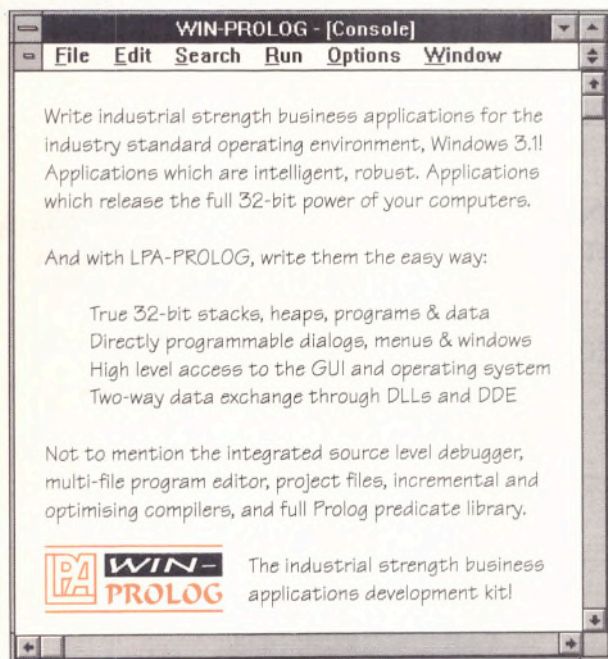 WIN-PROLOG - [Console]
File Edit Search Run Options Window
Write industrial strength business applications for the
industry standard operating environment, Windows 3.1!
Applications which are intelligent, robust. Applications
which release the full 32-bit power of your computers.
And with LPA-PROLOG, write them the easy way:
True 32-bit stacks, heaps, programs & data
Directly programmable dialogs, menus & windows
High level access to the GUI and operating system
Two-way data exchange through DLLs and DDE
Not to mention the integrated source level debugger,
multi-file program editor, project files, incremental and
optimising compilers, and full Prolog predicate library.
LPA WIN-
PROLOG
The industrial strength business
applications development kit!